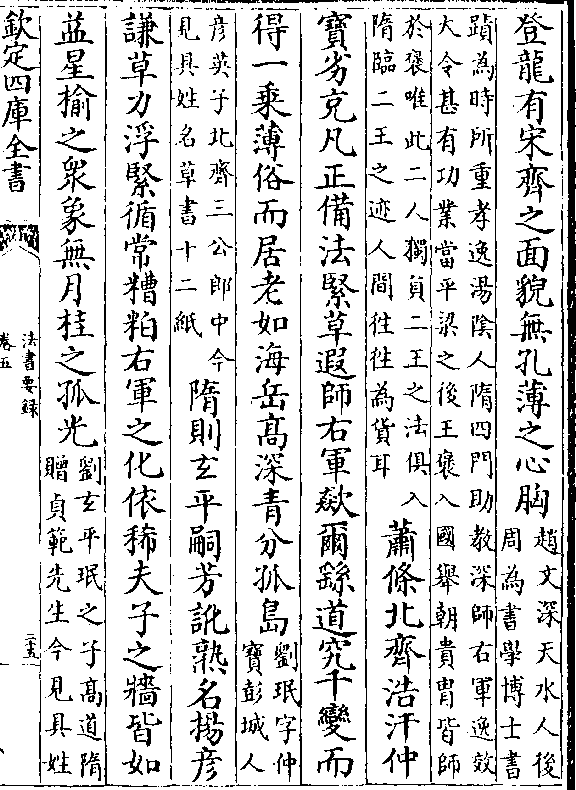 登龍有宋齊之面貌無孔薄之心胸
趙文深天水人後
周為書學博士書
蹟為時所重孝逸湯陰人隋四門助教深師右軍逸效
大令甚有功業當平梁之後王褒入國舉朝貴胄皆師
於褒唯此二人獨負二王之法俱入
隋臨二王之迹人間往往為貨耳
蕭條北齊浩汗仲
寶劣克凡正備法緊草遐師右軍欻爾繇道究千變而
得一乘薄俗而居老如海岳髙深青分孤島
劉珉字仲
寶彭城人
彦英子北齊三公郎中今
見具姓名草書十二紙
隋則玄平嗣芳訛熟名揚彦
謙草力浮緊循常糟粕右軍之化依稀夫子之牆皆如
藍星榆之衆象無月桂之孤光
劉玄平珉之子髙道隋
贈貞範先生今見具姓
欽定四庫全書
法書要録
卷五
二十五